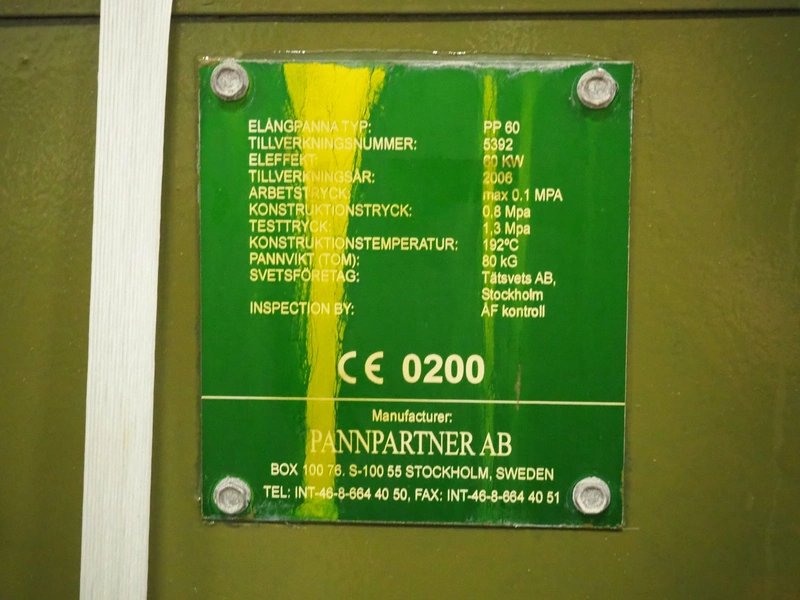 ELÅNGPANNA TYP: PP 60
TILLVERKNINGSNUMMER: 5392
ELEFFEKT: 60 KW
TILLVERKNINGSÅR: 2006
ARBETSTRYCK: max 0.1 MPA
KONSTRUKTIONSTRYCK: 0,8 Mpa
TESTTRYCK: 1,3 Mpa
KONSTRUKTIONSTEMPERATUR: 192ºC
PANNVIKT (TOM): 80 kG
SVETSFÖRETAG: Tätsvets AB,
Stockholm
INSPECTION BY: ÅF kontroll
CE 0200
Manufacturer:
PANNPARTNER AB
BOX 100 76. S-100 55 STOCKHOLM, SWEDEN
TEL: INT-46-8-664 40 50, FAX: INT-46-8-664 40 51